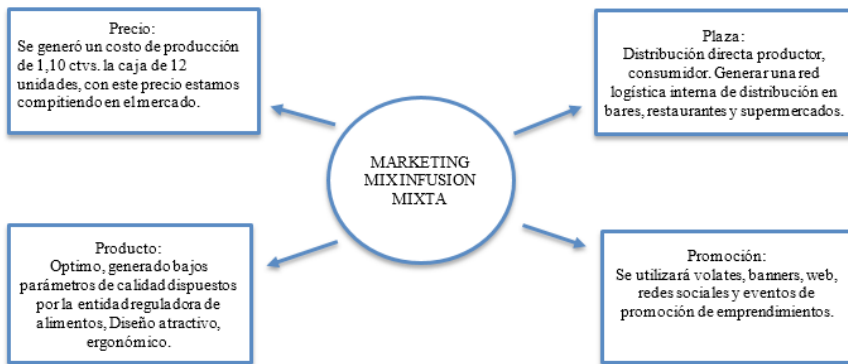 Precio:
Se generó un costo de producción
de 1,10 ctvs. la caja de 12
unidades, con este precio estamos
compitiendo en el mercado.
Plaza:
Distribución directa productor,
consumidor. Generar una red
logística interna de distribución en
bares, restaurantes y supermercados.
MARKETING
MIX INFUSION
MIXTA
Producto:
Optimo, generado bajos
parámetros de calidad dispuestos
por la entidad reguladora de
alimentos, Diseño atractivo,
ergonómico.
Promoción:
Se utilizará volates, banners, web,
redes sociales y eventos de
promoción de emprendimientos.